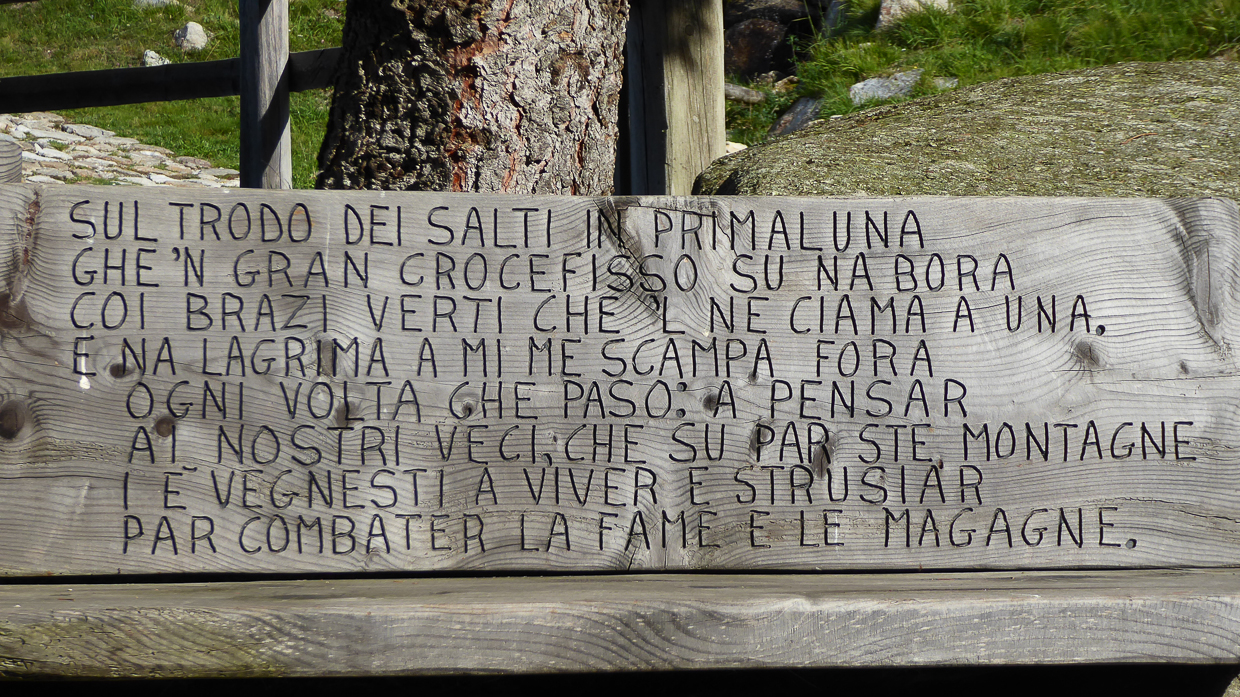 SUL TRODO DEI SALTI IN PRIMALUNA
GHE'N GRAN CROCEFISSO SU NA BORA
COI BRAZI VERTI CHE 'L NE CIAMA A UNA.
E NA LAGRIMA A MI ME SCAMPA FORA
OGNI VOLTA CHE PASO: A PENSAR
AI NOSTRI VECI, CHE SU PAR STE MONTAGNE
I È VEGNESTI A VIVER E STRUSIAR
PAR COMBATER LA FAME E LE MAGAGNE.